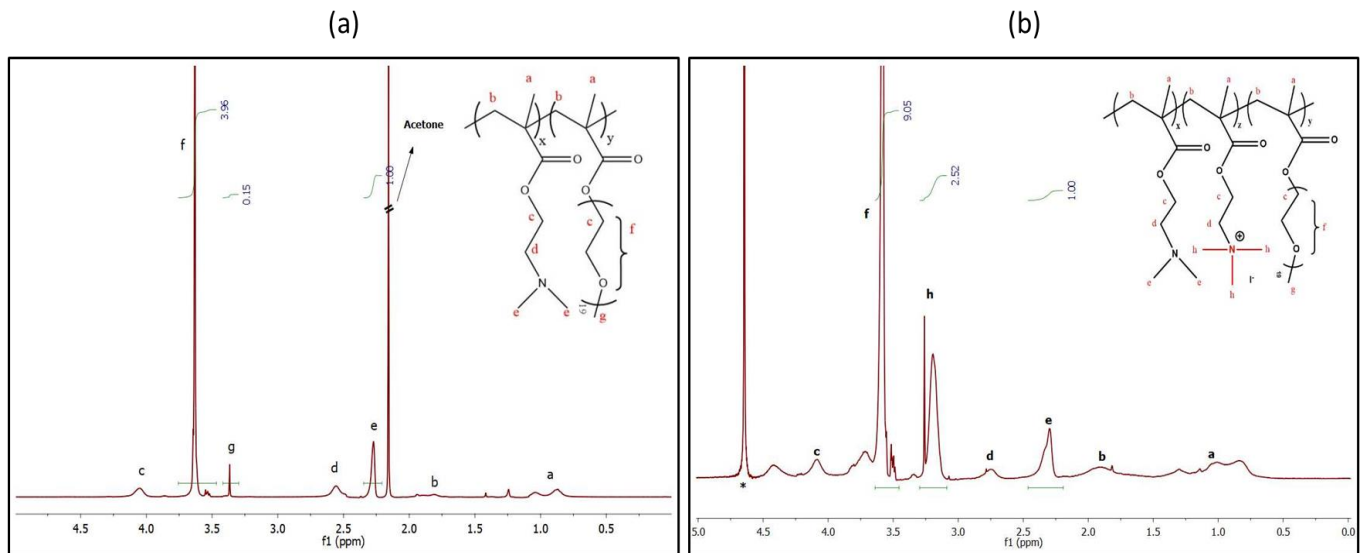 (a)
(b)
3.96
0.15
1.00
Acetone
f
g
c
d
e
b
a
b
a
b
a
x
y
O
O
O
O
c
c
f
d
N
O
e
e
19
g
4.0
3.5
3.0
2.5
2.0
1.5
1.0
0.5
f1 (ppm)
9.05
2.52
1.00
f
h
c
d
e
b
a
*
b
a
b
a
b
a
x
z
y
O
O
O
O
O
O
c
c
c
f
d
d
N
⊕
h
N
h
O
e
e
h
g
5.0
4.5
4.0
3.5
3.0
2.5
2.0
1.5
1.0
0.5
0.0
f1 (ppm)